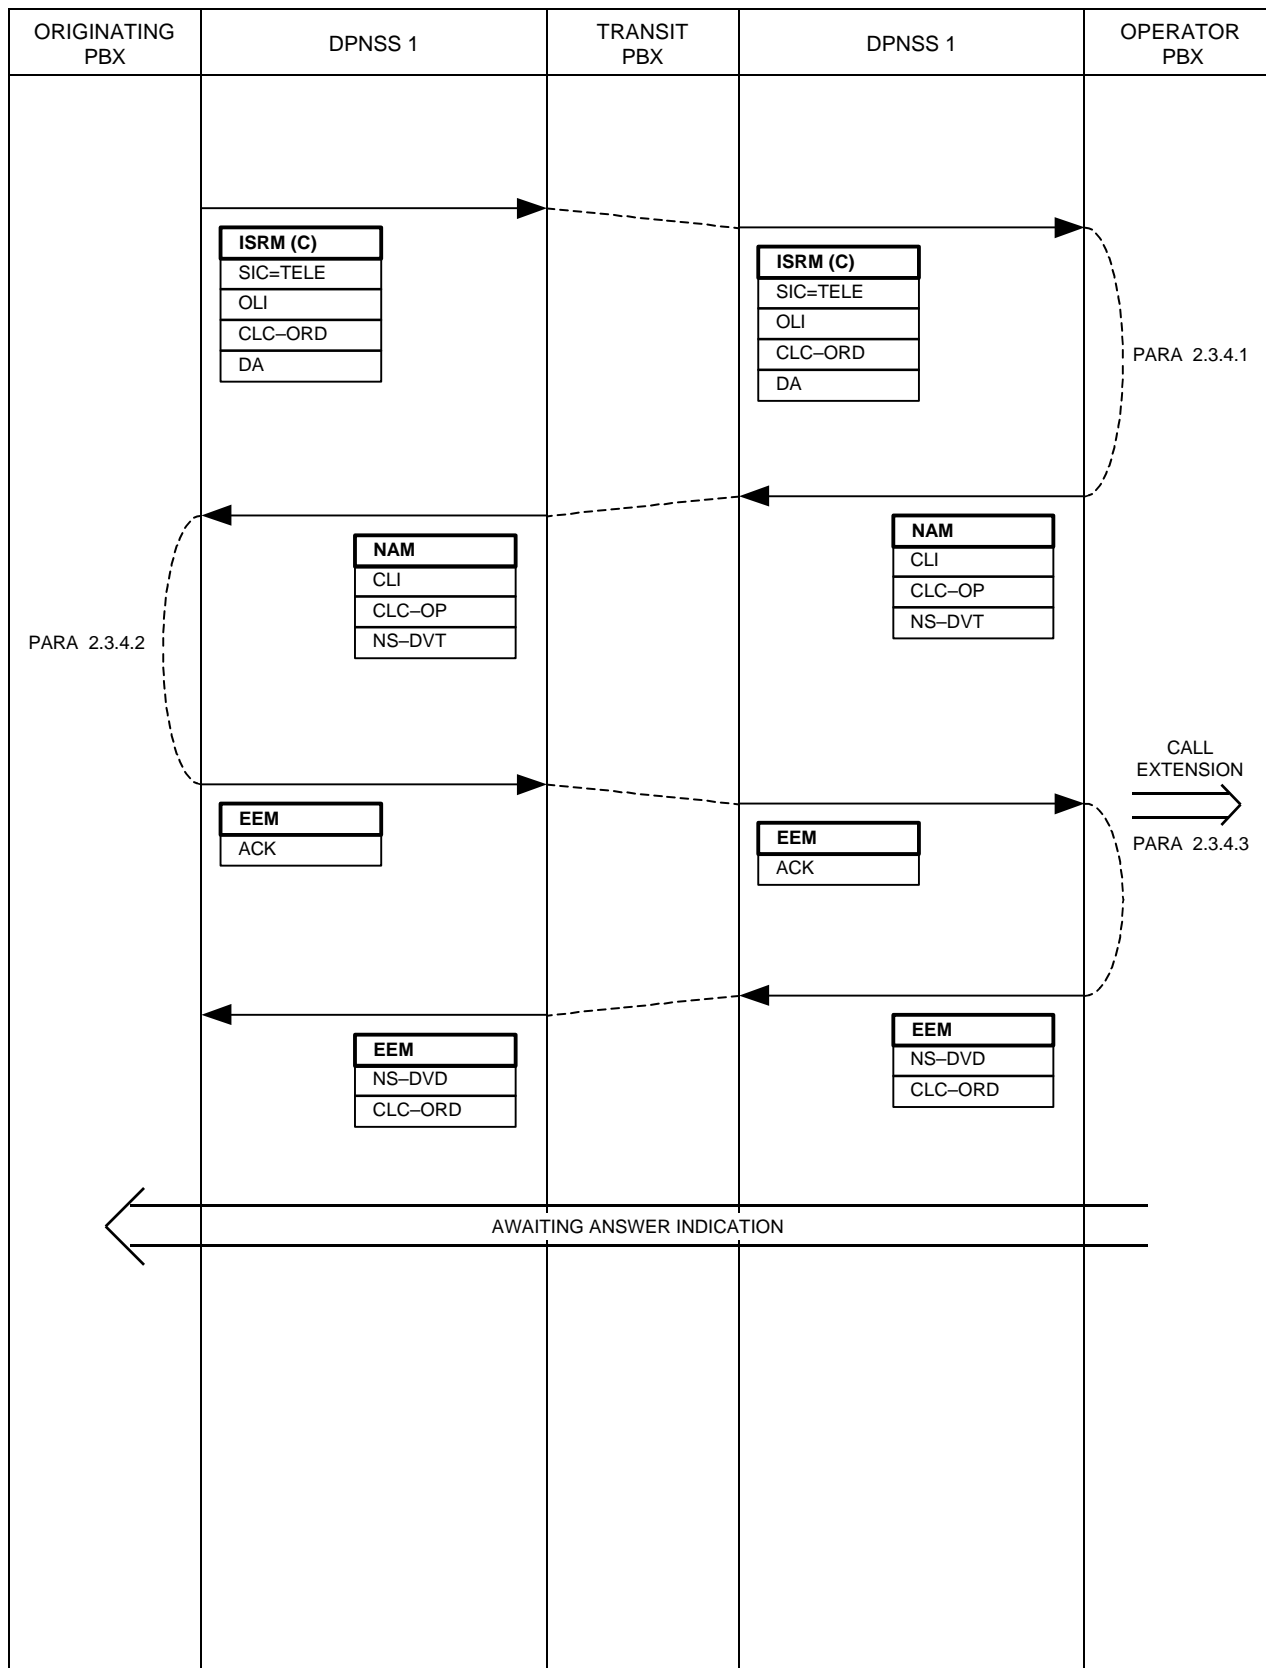 ORIGINATING
PBX
DPNSS 1
TRANSIT
PBX
DPNSS 1
OPERATOR
PBX
ISRM (C)
SIC=TELE
OLI
CLC–ORD
DA
ISRM (C)
SIC=TELE
OLI
CLC–ORD
DA
PARA 2.3.4.1
NAM
CLI
CLC–OP
NS–DVT
NAM
CLI
CLC–OP
NS–DVT
PARA 2.3.4.2
CALL
EXTENSION
PARA 2.3.4.3
EEM
ACK
EEM
ACK
EEM
NS–DVD
CLC–ORD
EEM
NS–DVD
CLC–ORD
AWAITING ANSWER INDICATION